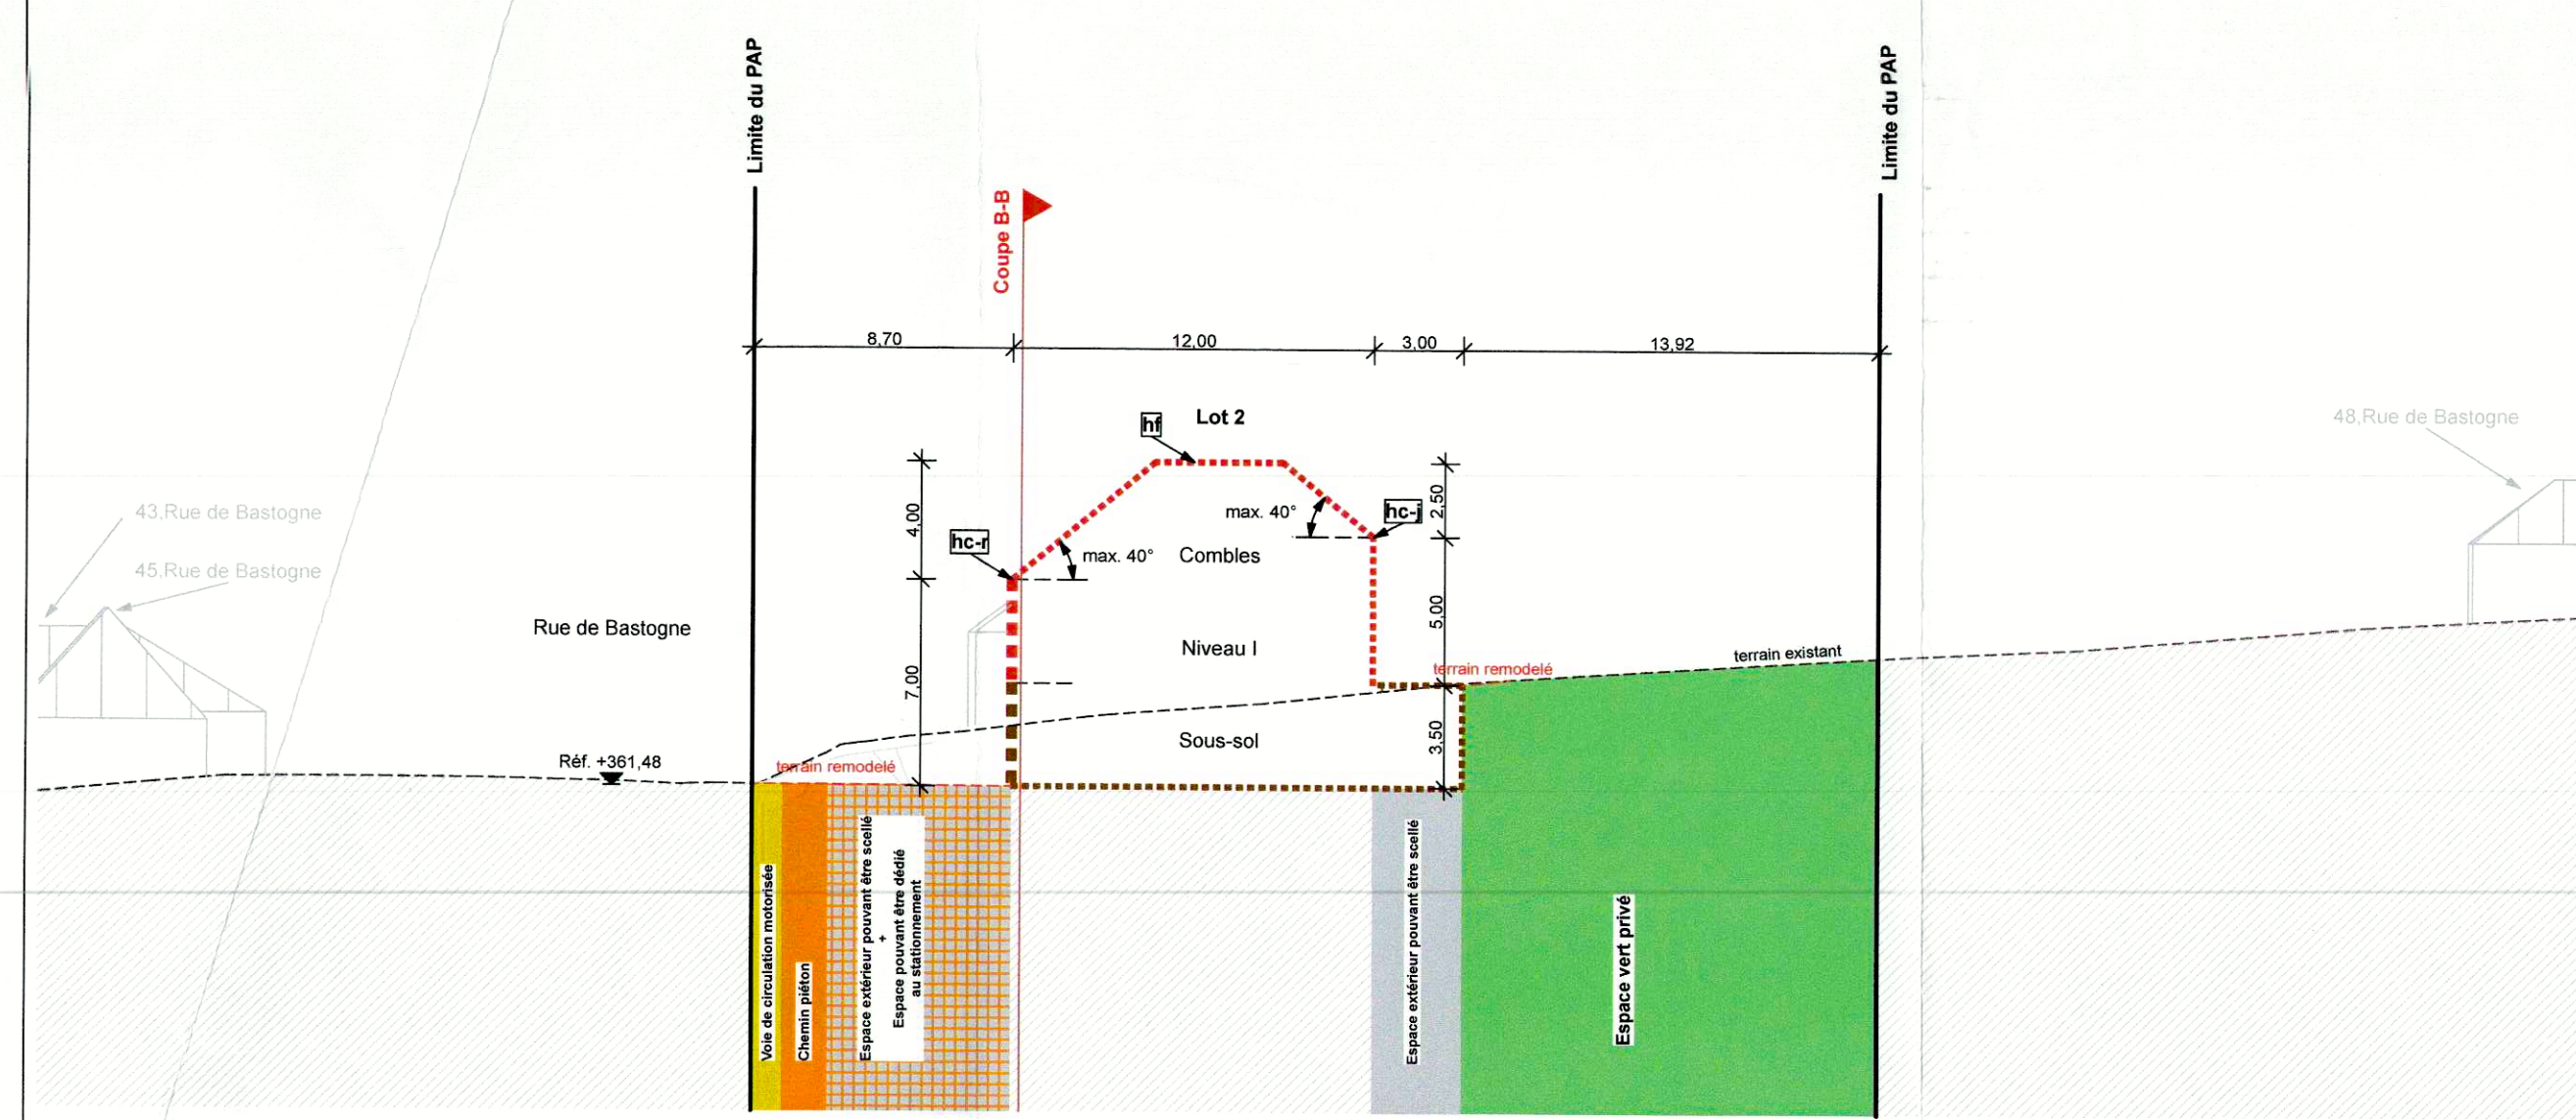 Limite du PAP
Limite du PAP
Coupe B-B
8,70
12,00
3,00
13,92
Lot 2
hf
48,Rue de Bastogne
2,50
4,00
max. 40°
hc-j
43,Rue de Bastogne
hc-r
max. 40°
Combles
45,Rue de Bastogne
5,00
Rue de Bastogne
Niveau I
terrain existant
terrain remodelé
7,00
3,50
Sous-sol
Réf. +361,48
terrain remodelé
Voie de circulation motorisée
Chemin piéton
Espace extérieur pouvant être scellé
+
Espace pouvant être dédié
au stationnement
Espace extérieur pouvant être scellé
Espace vert privé